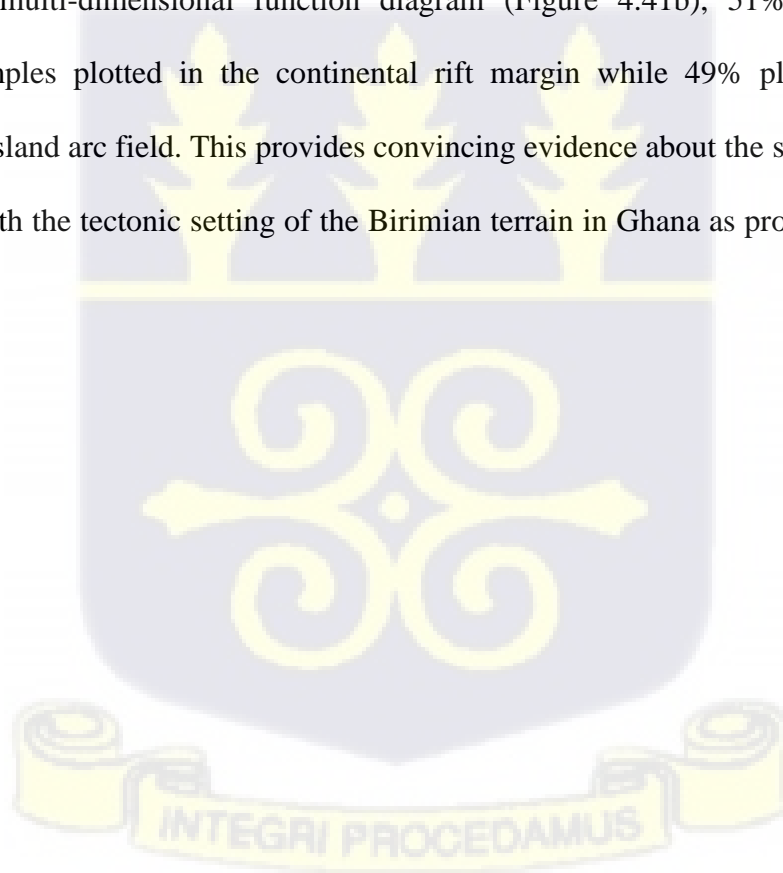 multi-dimensional function diagram (Figure 4.41b), 51%
ples plotted in the continental rift margin while 49% pl
sland arc field. This provides convincing evidence about the s
th the tectonic setting of the Birimian terrain in Ghana as pro
INTEGRI PROCEDAMUS